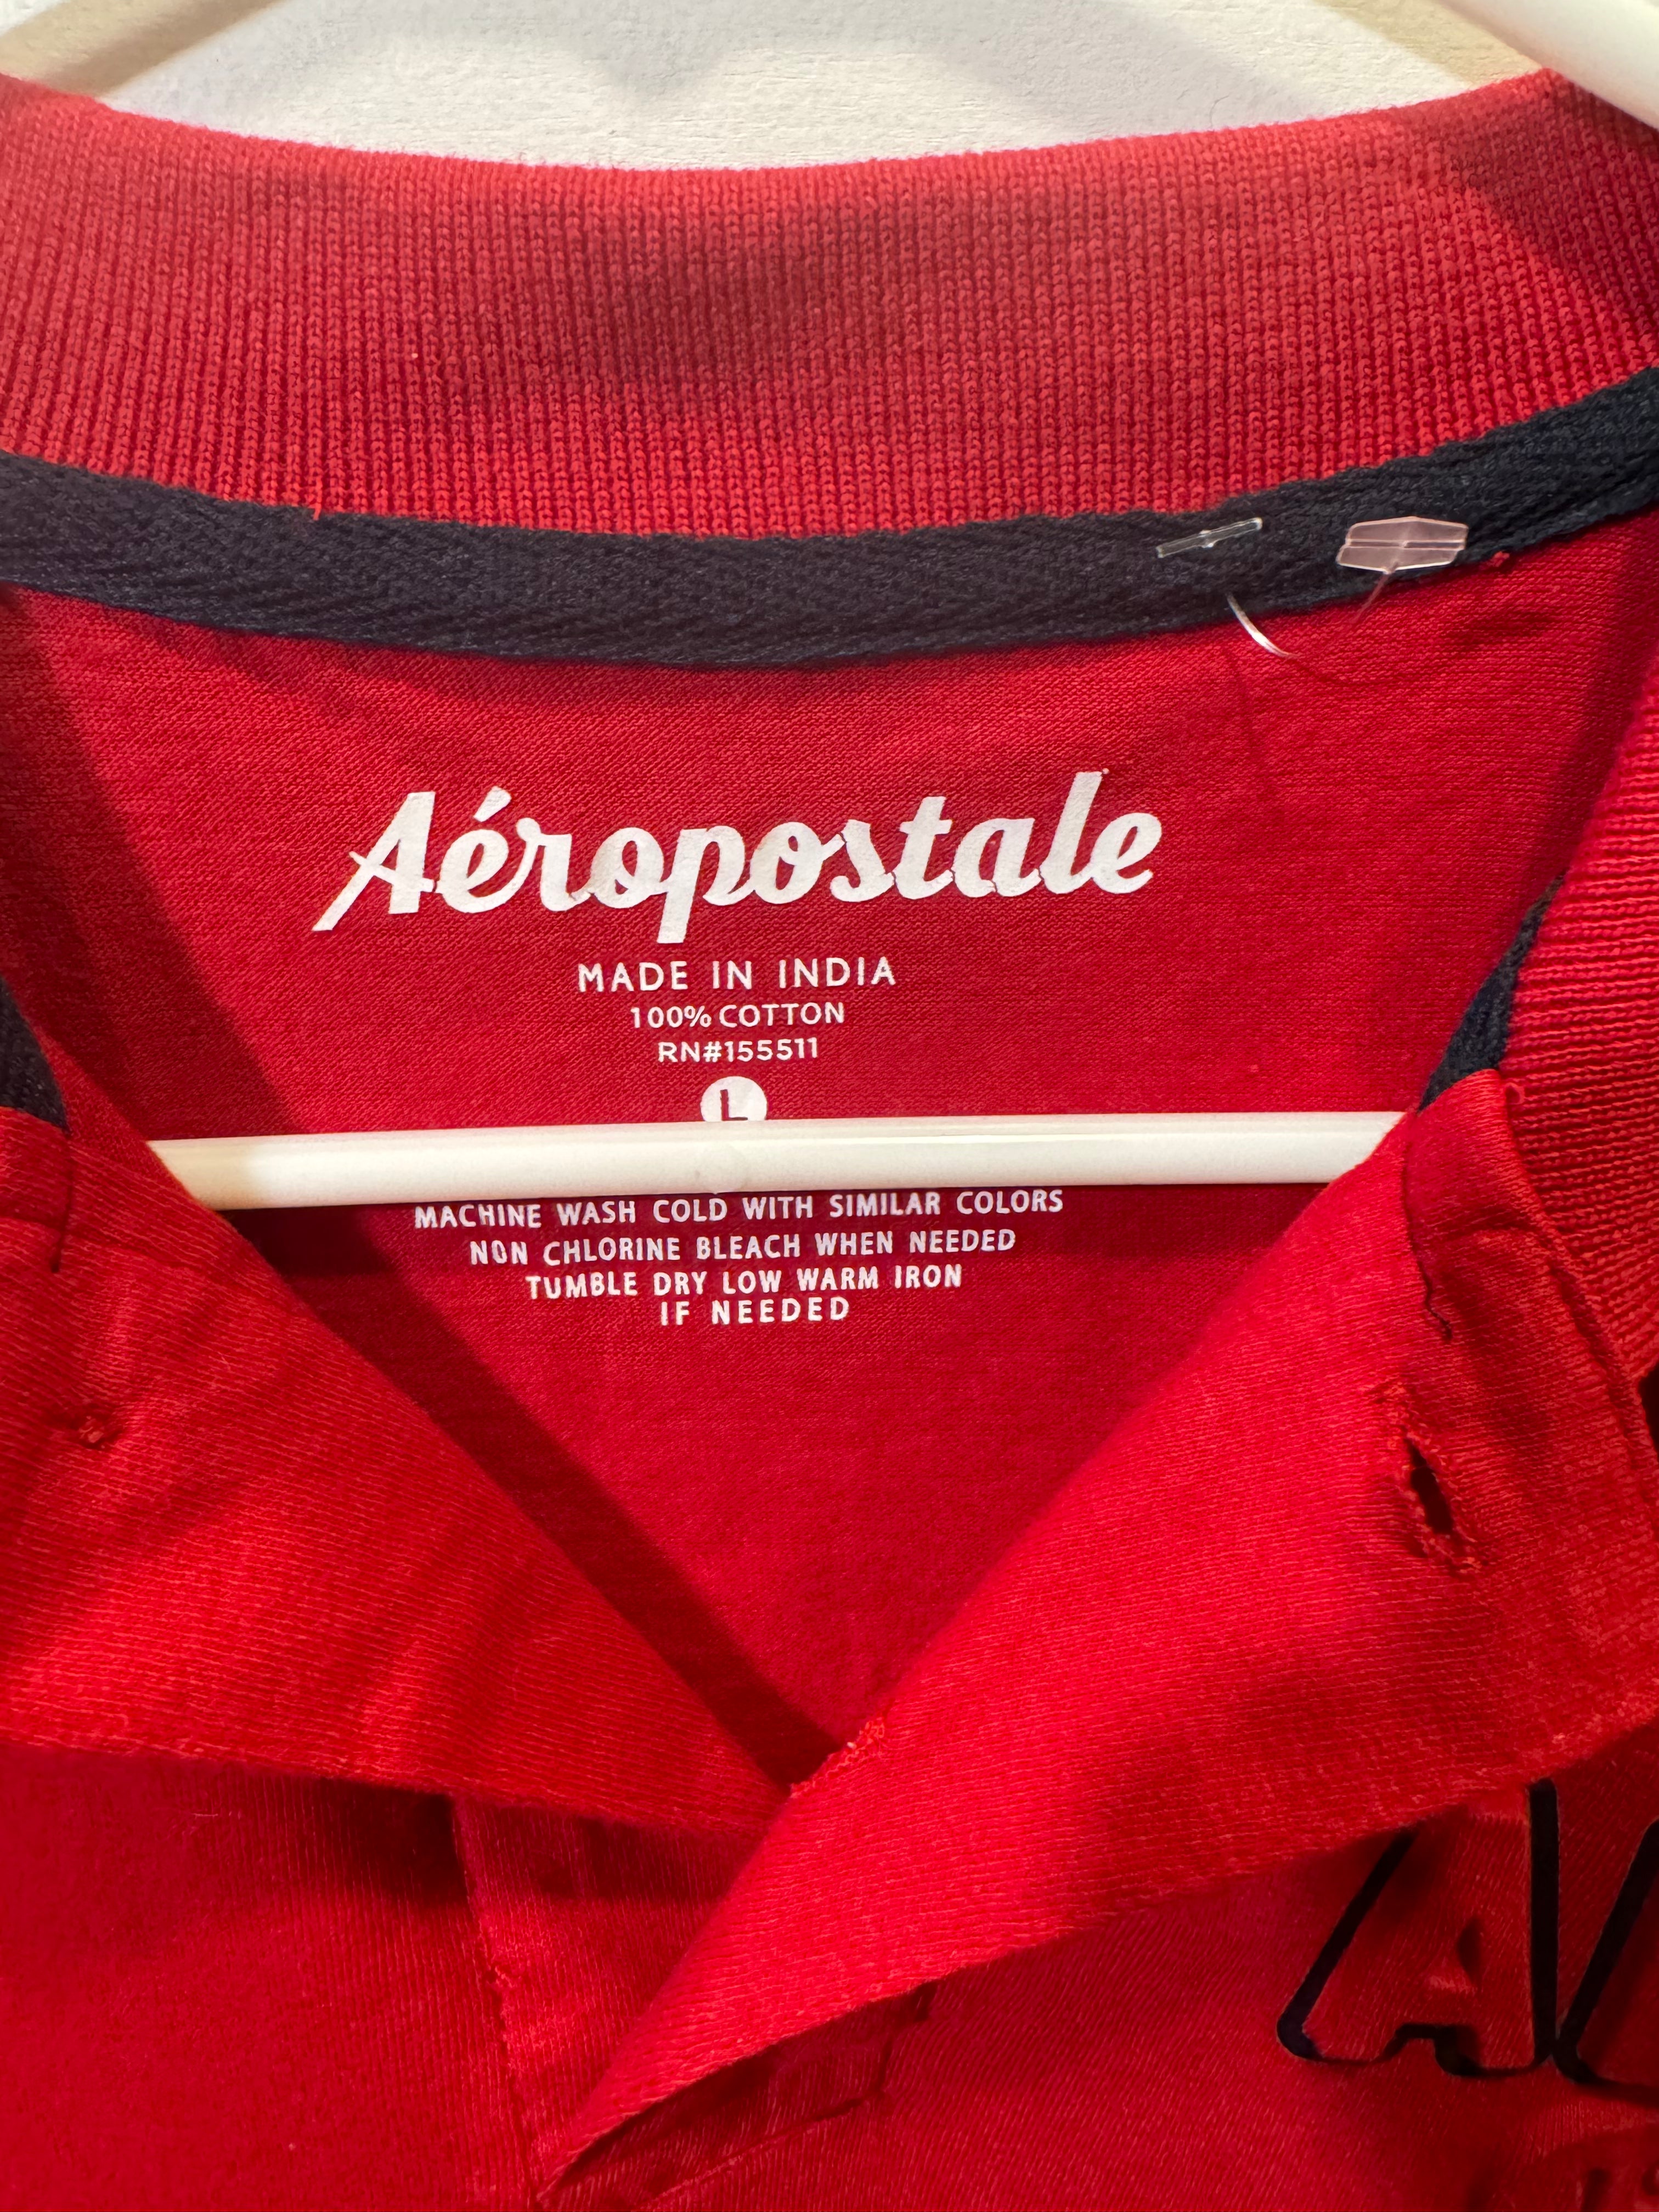 Aéropostale
MADE IN INDIA
100% COTTON
RN#155511
L
MACHINE WASH COLD WITH SIMILAR COLORS
NON CHLORINE BLEACH WHEN NEEDED
TUMBLE DRY LOW WARM IRON
IF NEEDED
A